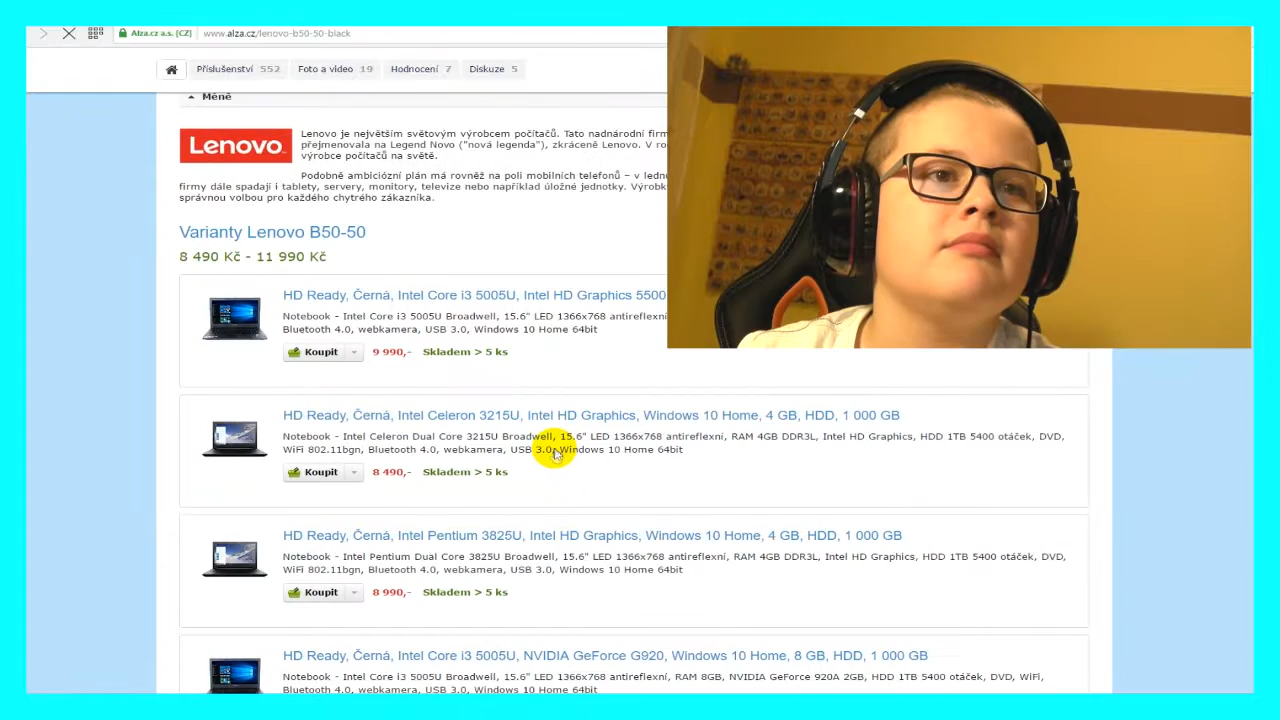 Alza.cz a.s. [CZ] www.alza.cz/lenovo-b50-50-black
Příslušenství 552 Foto a video 19 Hodnocení 7 Diskuze 5
Méně
Lenovo
Lenovo je největším světovým výrobcem počítačů. Tato nadnárodní firm
přejmenovala na Legend Novo ("nová legenda"), zkráceně Lenovo. V ro
výrobce počítačů na světě.
Podobně ambiciózní plán má rovněž na poli mobilních telefonů – v ledn
firmy dále spadají i tablety, servery, monitory, televize nebo například úložné jednotky. Výrobk
správnou volbou pro každého chytrého zákazníka.
Varianty Lenovo B50-50
8 490 Kč - 11 990 Kč
HD Ready, Černá, Intel Core i3 5005U, Intel HD Graphics 5500
Notebook - Intel Core i3 5005U Broadwell, 15.6" LED 1366x768 antireflex
Bluetooth 4.0, webkamera, USB 3.0, Windows 10 Home 64bit
Koupit 9 990,- Skladem > 5 ks
HD Ready, Černá, Intel Celeron 3215U, Intel HD Graphics, Windows 10 Home, 4 GB, HDD, 1 000 GB
Notebook - Intel Celeron Dual Core 3215U Broadwell, 15.6" LED 1366x768 antireflexní, RAM 4GB DDR3L, Intel HD Graphics, HDD 1TB 5400 otáček, DVD,
WiFi 802.11bgn, Bluetooth 4.0, webkamera, USB 3.0, Windows 10 Home 64bit
Koupit 8 490,- Skladem > 5 ks
HD Ready, Černá, Intel Pentium 3825U, Intel HD Graphics, Windows 10 Home, 4 GB, HDD, 1 000 GB
Notebook - Intel Pentium Dual Core 3825U Broadwell, 15.6" LED 1366x768 antireflexní, RAM 4GB DDR3L, Intel HD Graphics, HDD 1TB 5400 otáček, DVD,
WiFi 802.11bgn, Bluetooth 4.0, webkamera, USB 3.0, Windows 10 Home 64bit
Koupit 8 990,- Skladem > 5 ks
HD Ready, Černá, Intel Core i3 5005U, NVIDIA GeForce G920, Windows 10 Home, 8 GB, HDD, 1 000 GB
Notebook - Intel Core i3 5005U Broadwell, 15.6" LED 1366x768 antireflexní, RAM 8GB, NVIDIA GeForce 920A 2GB, HDD 1TB 5400 otáček, DVD, WiFi,
Bluetooth 4.0, webkamera, USB 3.0, Windows 10 Home 64bit